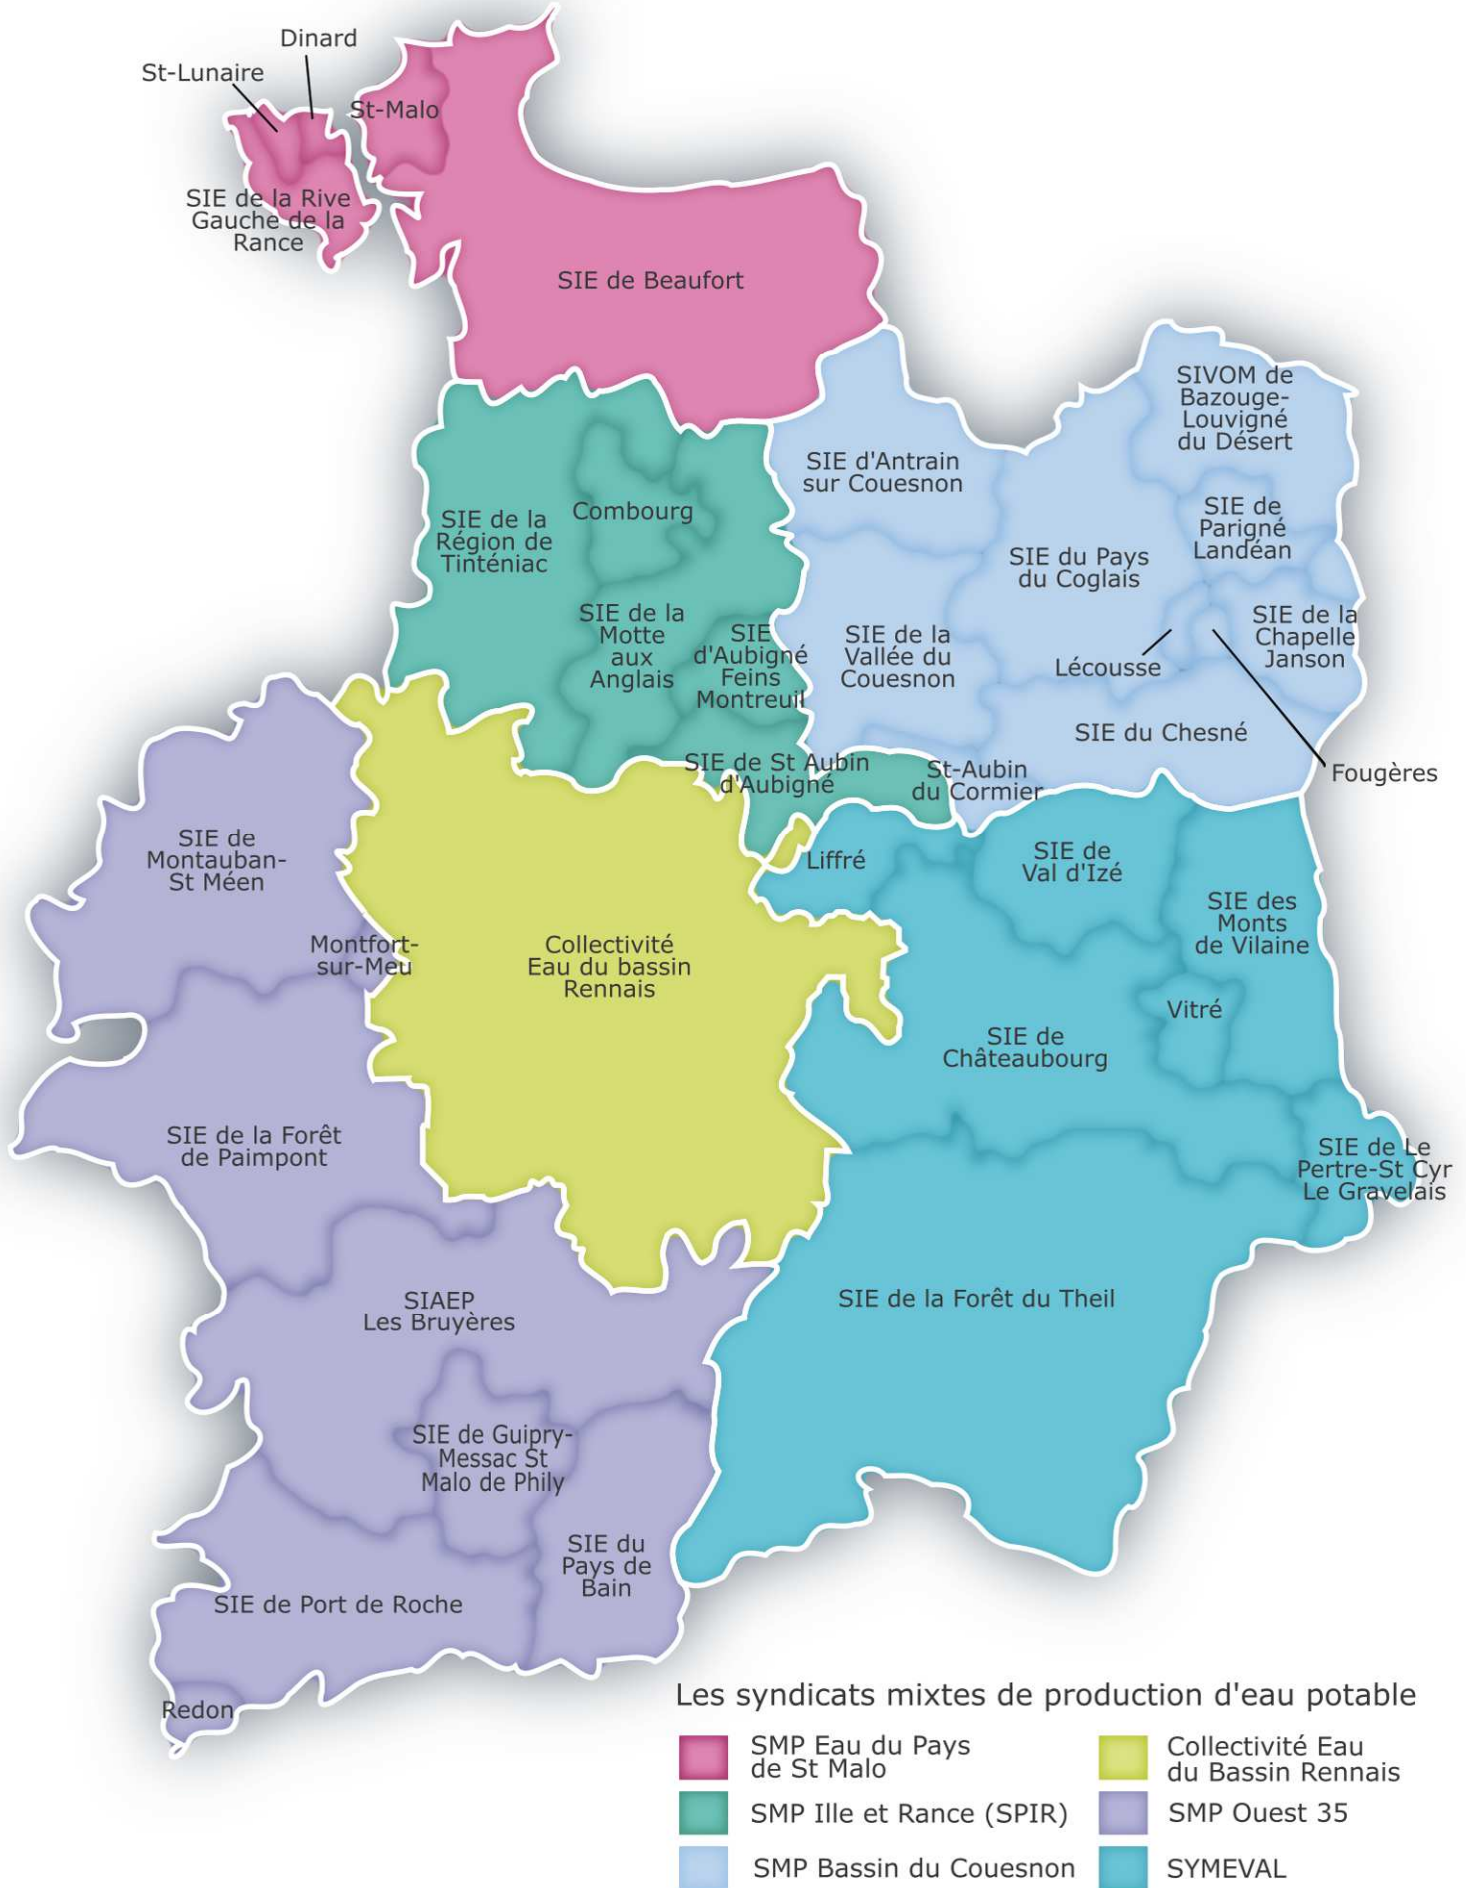 Dinard
St-Lunaire
St-Malo
SIE de la Rive
Gauche de la
Rance
SIE de Beaufort
SIVOM de
Bazouge-
Louvigné
du Désert
SIE d'Antrain
sur Couesnon
SIE de
Parigné
Landéan
Combourg
SIE de la
Région de
Tinténiac
SIE du Pays
du Coglais
SIE de la
Motte
aux
Anglais
SIE
d'Aubigné
Feins
Montreuil
SIE de la
Vallée du
Couesnon
Lécousse
SIE de la
Chapelle
Janson
SIE du Chesné
Fougères
SIE de St Aubin
d'Aubigné
St-Aubin
du Cormier
SIE de
Montauban-
St Méen
Liffré
SIE de
Val d'Izé
SIE des
Monts
de Vilaine
Montfort-
sur-Meu
Collectivité
Eau du bassin
Rennais
Vitré
SIE de
Châteaubourg
SIE de la Forêt
de Paimpont
SIE de Le
Pertre-St Cyr
Le Gravelais
SIAEP
Les Bruyères
SIE de la Forêt du Theil
SIE de Guipry-
Messac St
Malo de Phily
SIE du
Pays de
Bain
SIE de Port de Roche
Redon
Les syndicats mixtes de production d'eau potable
SMP Eau du Pays
de St Malo
Collectivité Eau
du Bassin Rennais
SMP Ille et Rance (SPIR)
SMP Ouest 35
SMP Bassin du Couesnon
SYMEVAL